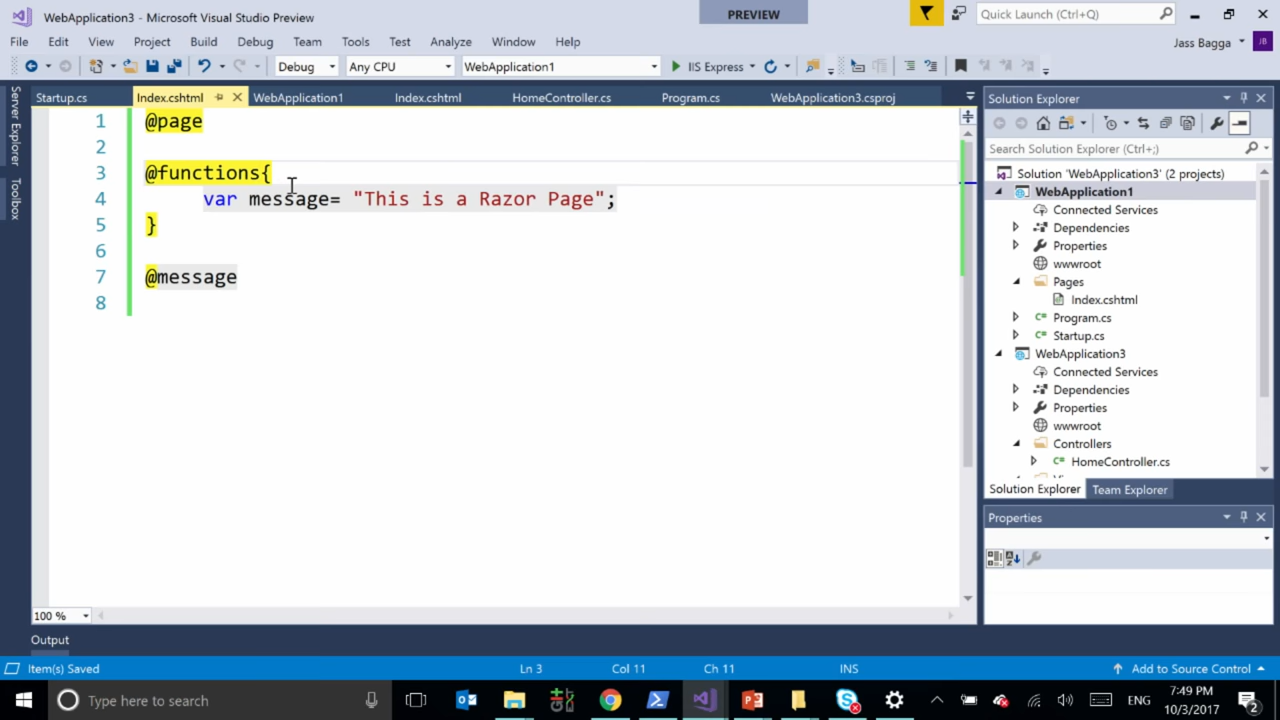 WebApplication3 - Microsoft Visual Studio Preview
PREVIEW
Quick Launch (Ctrl+Q)
File Edit View Project Build Debug Team Tools Test Analyze Window Help
Jass Bagga JB
Debug Any CPU WebApplication1 IIS Express
Server Explorer
Toolbox
Startup.cs Index.cshtml WebApplication1 Index.cshtml HomeController.cs Program.cs WebApplication3.csproj
1 @page
2
3 @functions{
4 var message= "This is a Razor Page";
5 }
6
7 @message
8
100 %
Solution Explorer
Search Solution Explorer (Ctrl+;)
Solution 'WebApplication3' (2 projects)
WebApplication1
Connected Services
Dependencies
Properties
wwwroot
Pages
Index.cshtml
Program.cs
Startup.cs
WebApplication3
Connected Services
Dependencies
Properties
wwwroot
Controllers
HomeController.cs
Solution Explorer Team Explorer
Properties
Output
Item(s) Saved Ln 3 Col 11 Ch 11 INS Add to Source Control
Type here to search
ENG
7:49 PM
10/3/2017
2